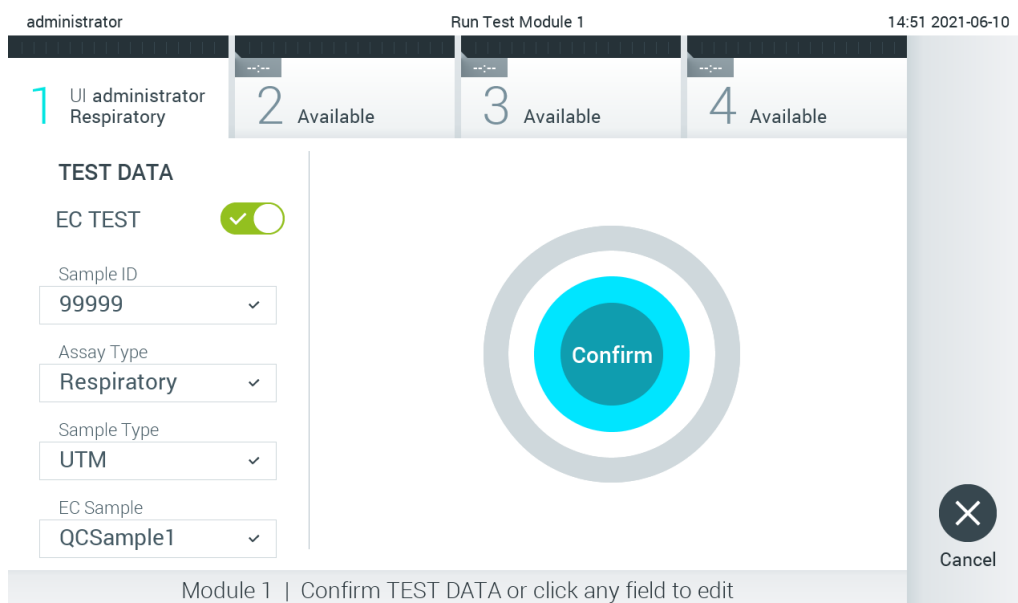 administrator Run Test Module 1 14:51 2021-06-10
--:-- --:-- --:--
1 UI administrator
Respiratory
2 Available
3 Available
4 Available
TEST DATA
EC TEST
Sample ID
99999
Assay Type
Respiratory
Sample Type
UTM
EC Sample
QCSample1
Confirm
Cancel
Module 1 | Confirm TEST DATA or click any field to edit